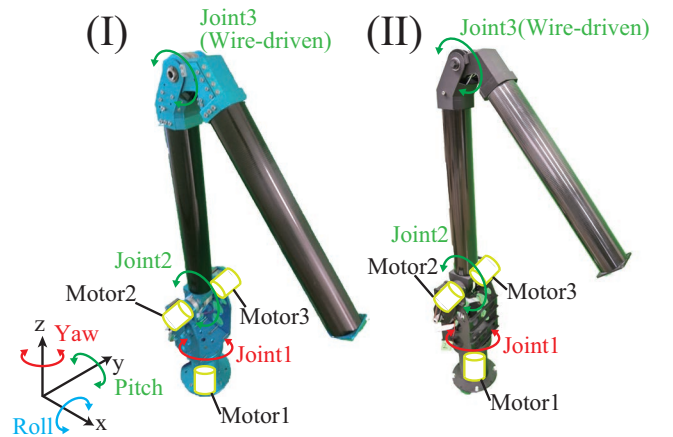 (I)
Joint3
(Wire-driven)
(II)
Joint3(Wire-driven)
Joint2
Motor2
Motor3
Joint1
Motor1
Joint2
Motor2
Motor3
Joint1
Motor1
z
Yaw
y
Pitch
x
Roll